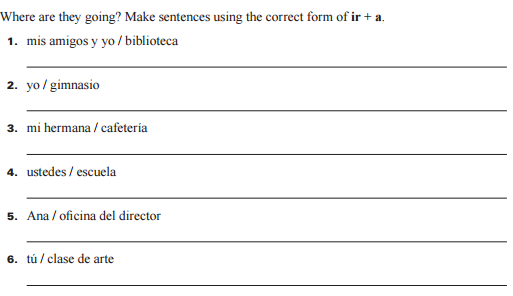 Where are they going? Make sentences using the correct form of ir + a.
1. mis amigos y yo / biblioteca
2. yo / gimnasio
3. mi hermana / cafetería
4. ustedes / escuela
5. Ana / oficina del director
6. tú / clase de arte